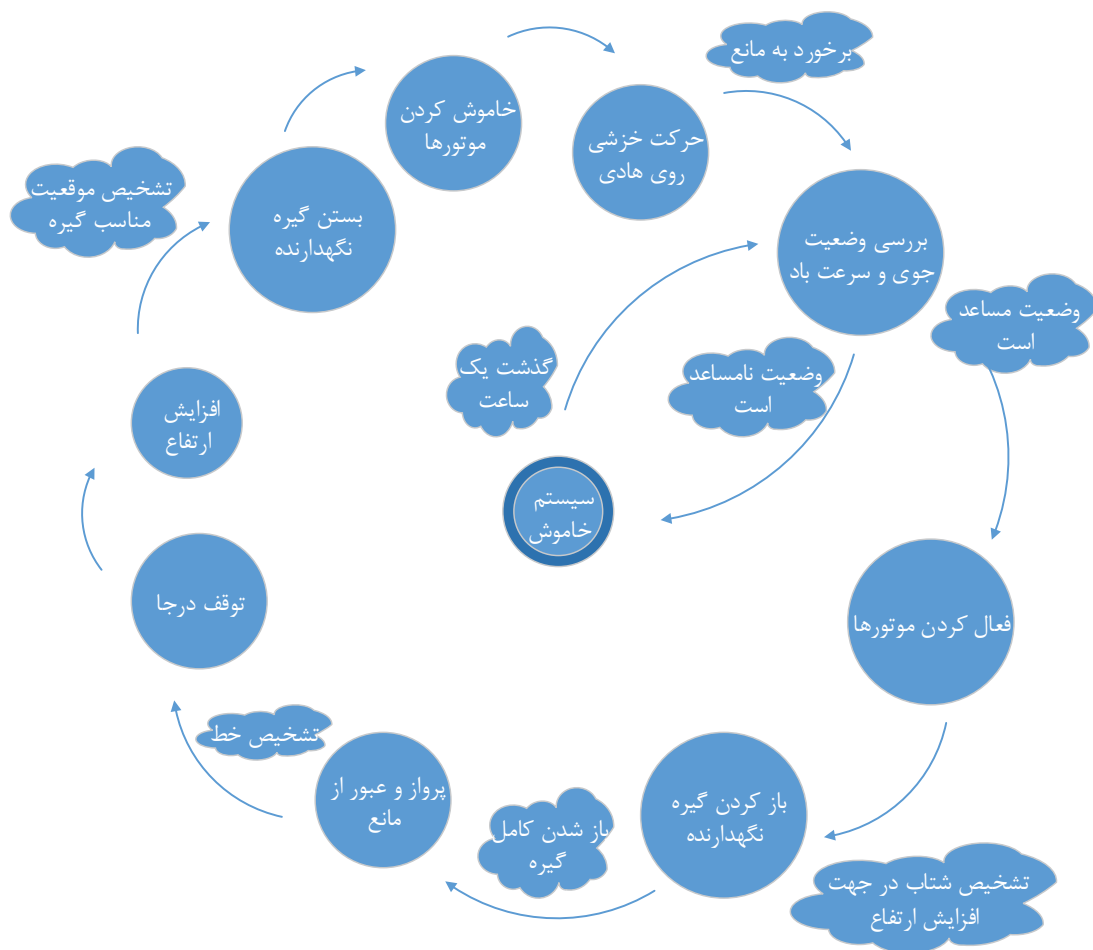 برخورد به مانع
خاموش کردن
موتورها
حرکت خزشی
روی هادی
تشخیص موقعیت
مناسب گیره
بستن گیره
نگهدارنده
بررسی وضعیت
جوی و سرعت باد
وضعیت مساعد
است
گذشت یک
ساعت
وضعیت نامساعد
است
افزایش
ارتفاع
سیستم
خاموش
توقف درجا
فعال کردن موتورها
تشخیص خط
پرواز و عبور از
مانع
باز کردن گیره
نگهدارنده
باز شدن کامل
گیره
تشخیص شتاب در جهت
افزایش ارتفاع